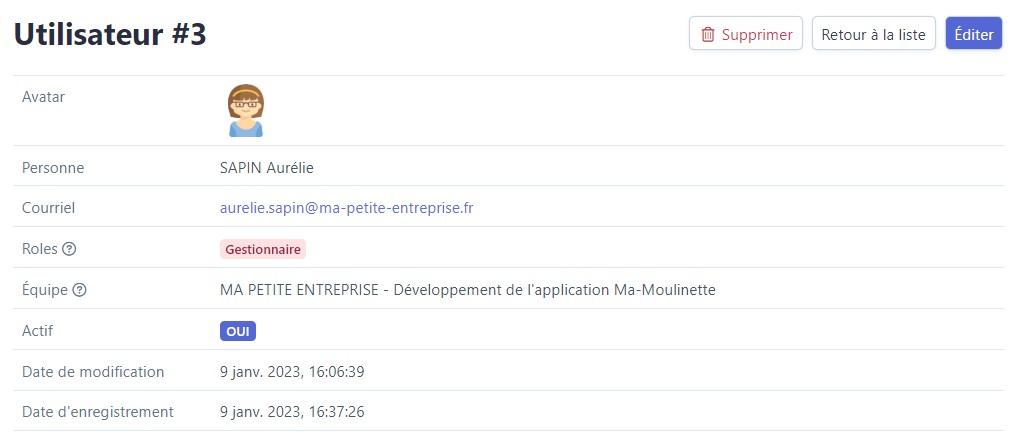 Utilisateur #3
Supprimer
Retour à la liste
Éditer
Avatar
Personne SAPIN Aurélie
Courriel aurelie.sapin@ma-petite-entreprise.fr
Roles Gestionnaire
Équipe MA PETITE ENTREPRISE - Développement de l'application Ma-Moulinette
Actif OUI
Date de modification 9 janv. 2023, 16:06:39
Date d'enregistrement 9 janv. 2023, 16:37:26